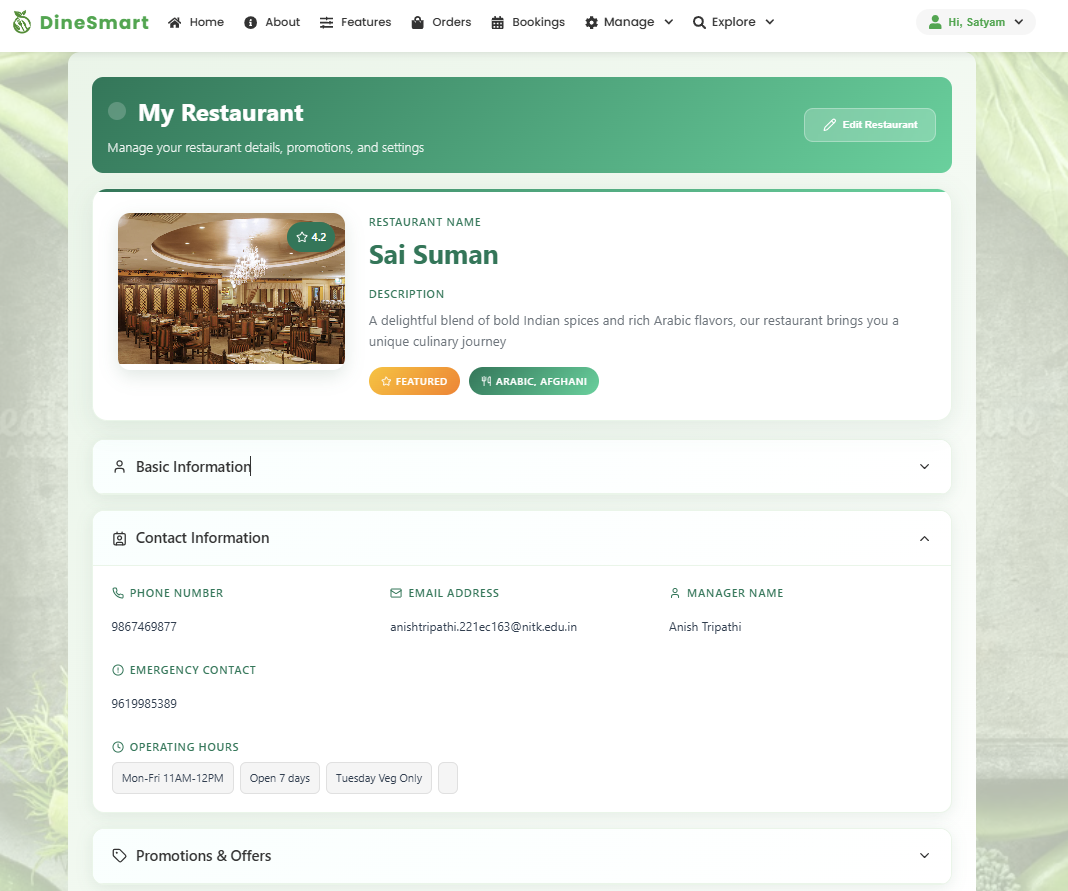 DineSmart
Home
About
Features
Orders
Bookings
Manage
Explore
Hi, Satyam
My Restaurant
Manage your restaurant details, promotions, and settings
Edit Restaurant
4.2
RESTAURANT NAME
Sai Suman
DESCRIPTION
A delightful blend of bold Indian spices and rich Arabic flavors, our restaurant brings you a
unique culinary journey
FEATURED
ARABIC, AFGHANI
Basic Information
Contact Information
PHONE NUMBER
EMAIL ADDRESS
MANAGER NAME
9867469877
anishtripathi.221ec163@nitk.edu.in
Anish Tripathi
EMERGENCY CONTACT
9619985389
OPERATING HOURS
Mon-Fri 11AM-12PM
Open 7 days
Tuesday Veg Only
Promotions & Offers